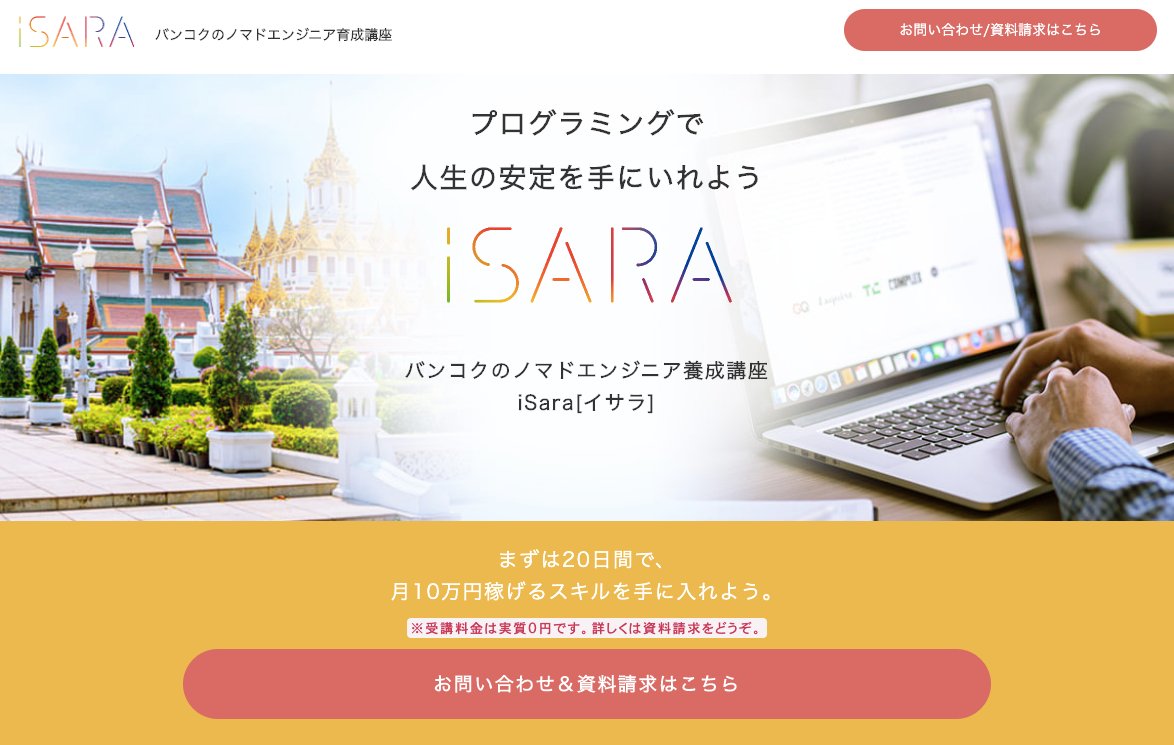 iSARA
バンコクのノマドエンジニア育成講座
お問い合わせ/資料請求はこちら
プログラミングで
人生の安定を手にいれよう
iSARA
GQ Esquire TC COMPLEX
バンコクのノマドエンジニア養成講座
iSara[イサラ]
まずは20日間で、
月10万円稼げるスキルを手に入れよう。
※受講料金は実質0円です。詳しくは資料請求をどうぞ。
お問い合わせ＆資料請求はこちら